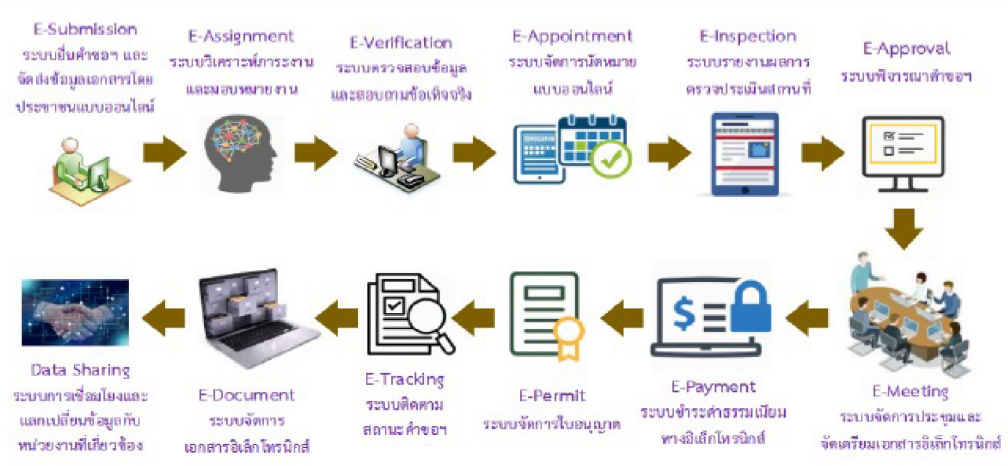 E-Submission
ระบบยื่นคำขอฯ และ
จัดส่งข้อมูลเอกสารโดย
ประชาชนแบบออนไลน์
E-Assignment
ระบบวิเคราะห์ภาระงาน
และมอบหมายงาน
E-Verification
ระบบตรวจสอบข้อมูล
และสอบถามข้อเท็จจริง
E-Appointment
ระบบจัดการนัดหมาย
แบบออนไลน์
E-Inspection
ระบบรายงานผลการ
ตรวจประเมินสถานที่
E-Approval
ระบบพิจารณาคำขอฯ
ONLINE
E-Meeting
ระบบจัดการประชุมและ
จัดเตรียมเอกสารอิเล็กโทรนิกส์
E-Payment
ระบบชำระค่าธรรมเนียม
ทางอิเล็กโทรนิกส์
E-Permit
ระบบจัดการใบอนุญาต
E-Tracking
ระบบติดตาม
สถานะคำขอฯ
E-Document
ระบบจัดการ
เอกสารอิเล็กโทรนิกส์
Data Sharing
ระบบการเชื่อมโยงและ
แลกเปลี่ยนข้อมูลกับ
หน่วยงานที่เกี่ยวข้อง